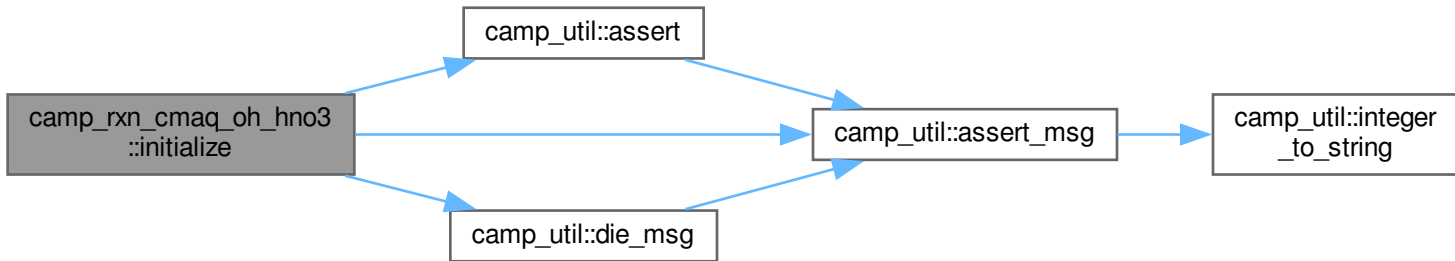 camp_rxn_cmaq_oh_hno3
::initialize
camp_util::assert
camp_util::die_msg
camp_util::assert_msg
camp_util::integer
_to_string